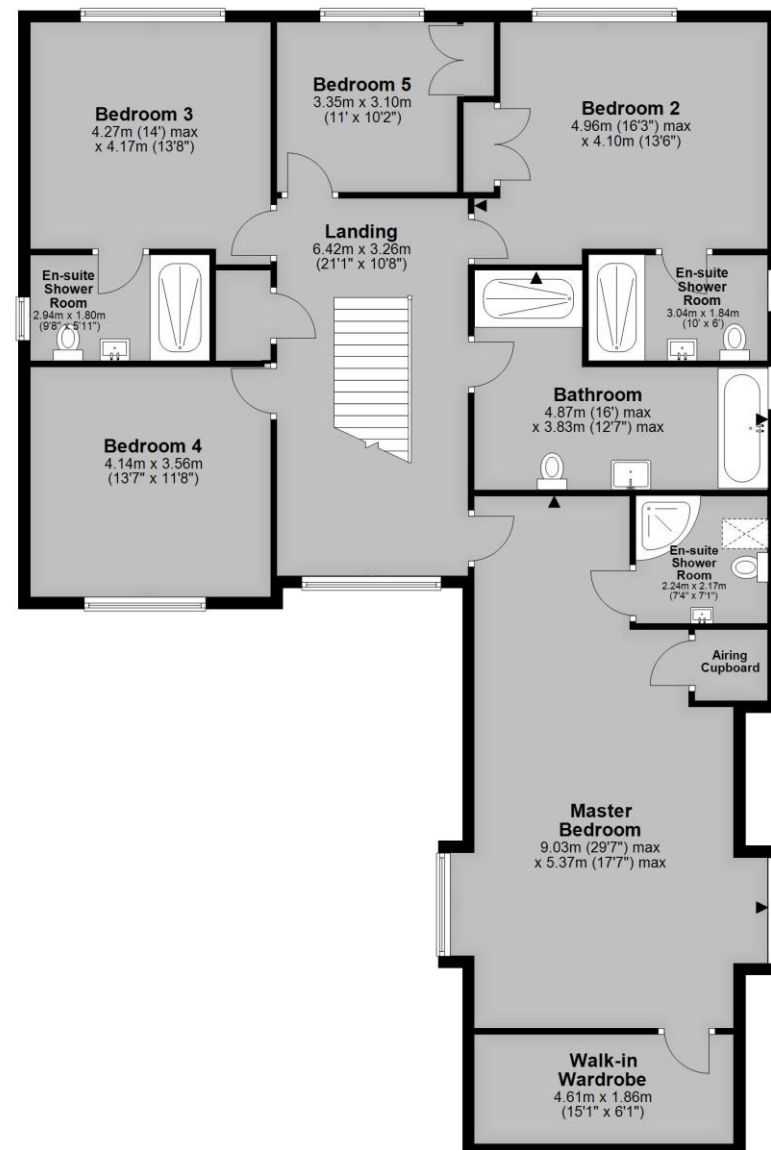 Bedroom 3
4.27m (14') max
x 4.17m (13'8")
Bedroom 5
3.35m x 3.10m
(11' x 10'2")
Bedroom 2
4.96m (16'3") max
x 4.10m (13'6")
Landing
6.42m x 3.26m
(21'1" x 10'8")
En-suite
Shower
Room
2.94m x 1.80m
(9'8" x 5'11")
En-suite
Shower
Room
3.04m x 1.84m
(10' x 6')
Bathroom
4.87m (16') max
x 3.83m (12'7") max
Bedroom 4
4.14m x 3.56m
(13'7" x 11'8")
En-suite
Shower
Room
2.24m x 2.17m
(7'4" x 7'1")
Airing
Cupboard
Master
Bedroom
9.03m (29'7") max
x 5.37m (17'7") max
Walk-in
Wardrobe
4.61m x 1.86m
(15'1" x 6'1")